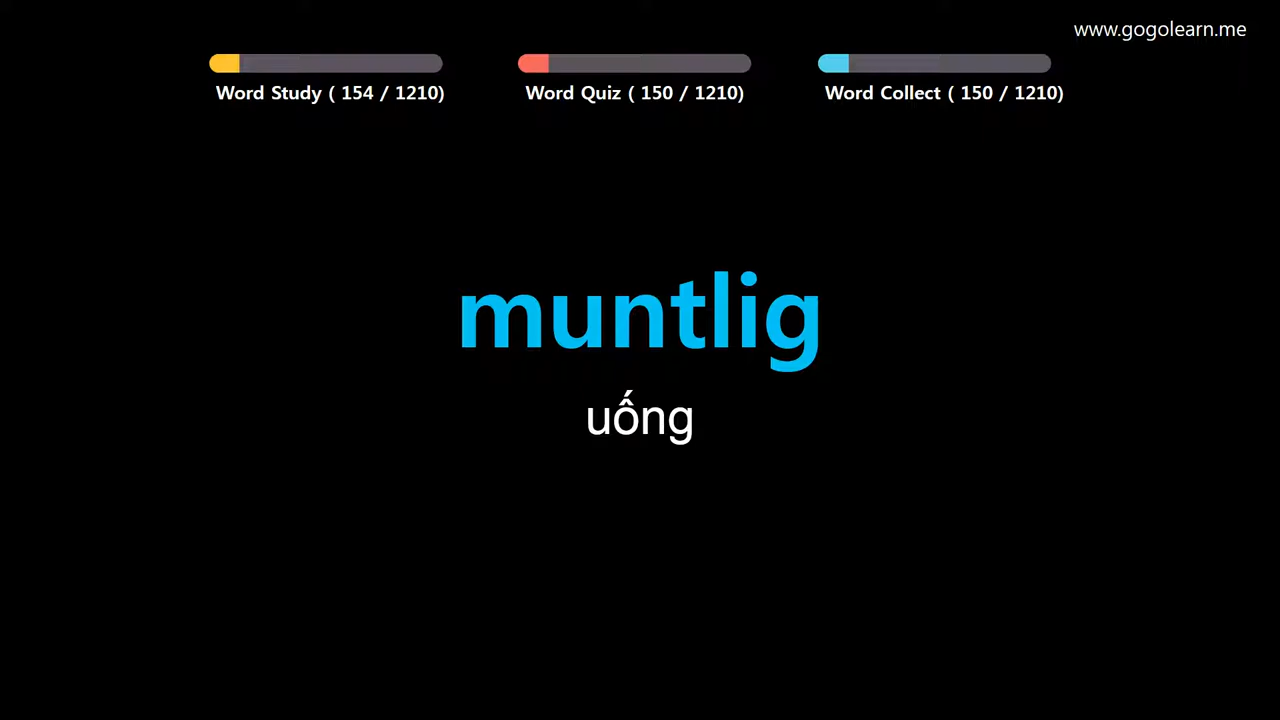 www.gogolearn.me
Word Study ( 154 / 1210)
Word Quiz ( 150 / 1210)
Word Collect ( 150 / 1210)
muntlig
uống